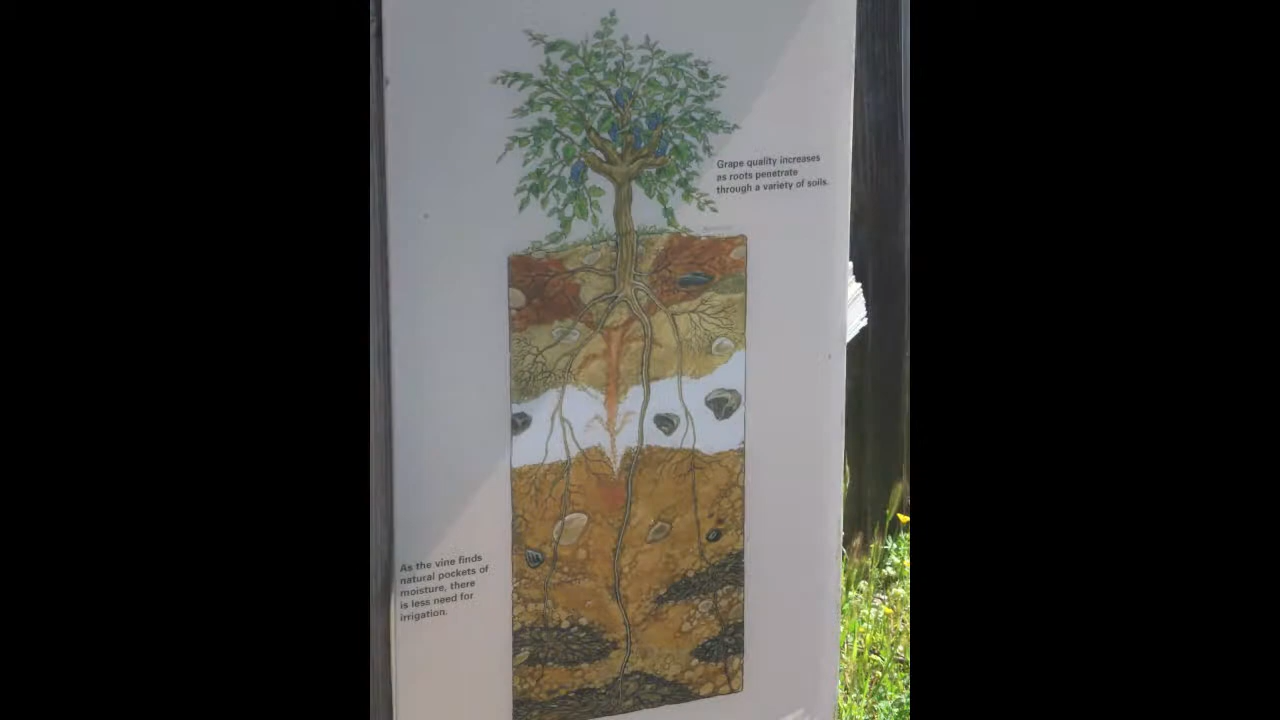 Grape quality increases
as roots penetrate
through a variety of soils.
As the vine finds
natural pockets of
moisture, there
is less need for
irrigation.